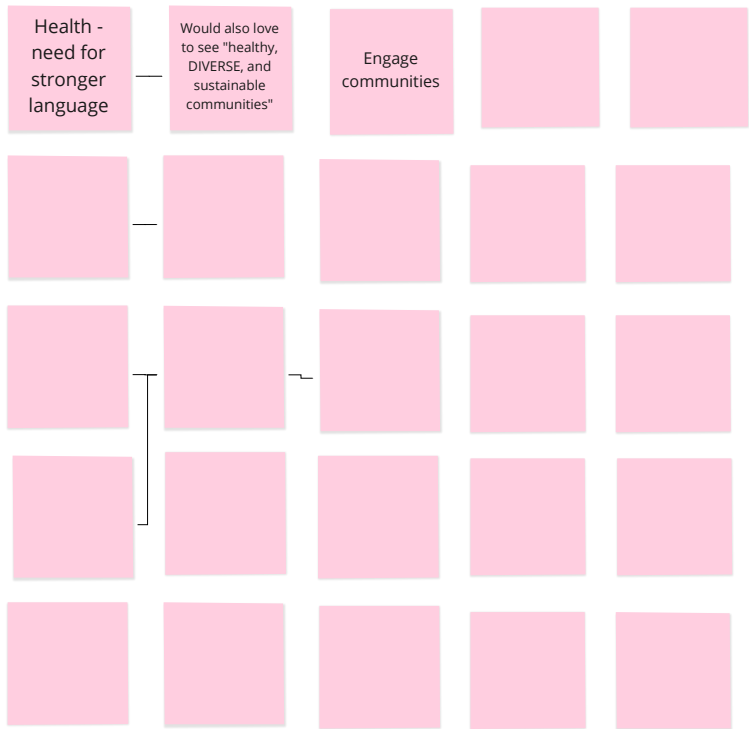 Health -
need for
stronger
language
Would also love
to see "healthy,
DIVERSE, and
sustainable
communities"
Engage
communities